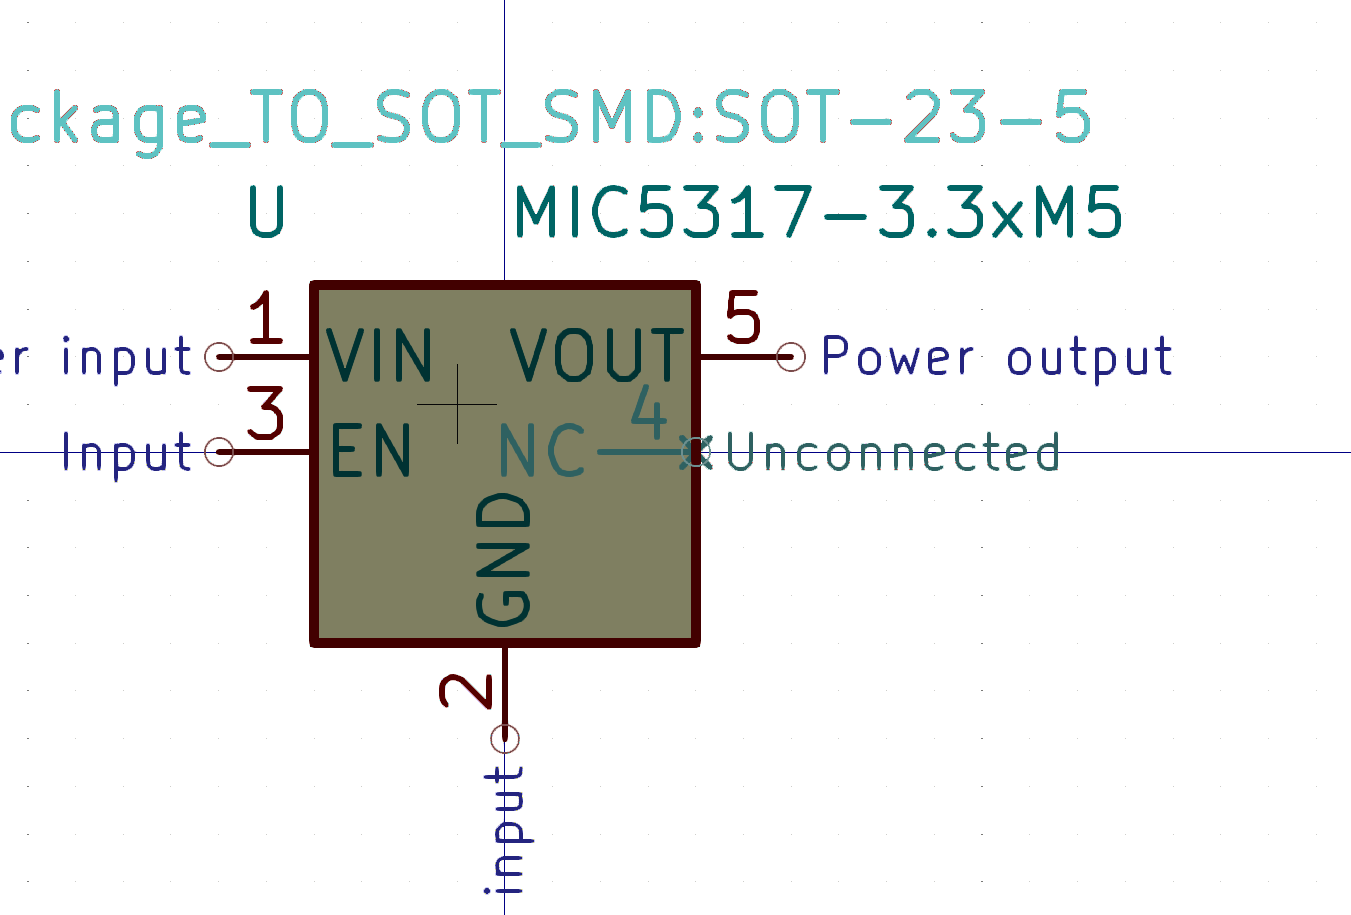 ckage_TO_SOT_SMD:SOT-23-5
U MIC5317-3.3xM5
1 5
er input VIN VOUT Power output
3 4
Input EN NC Unconnected
GND
2
input